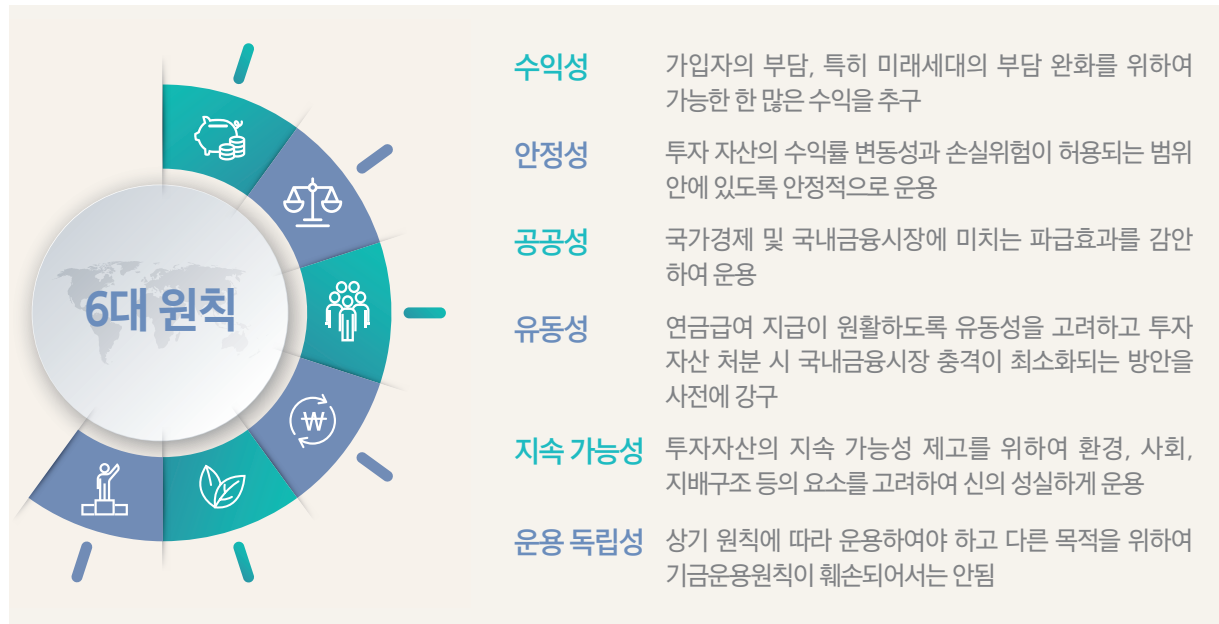 6대 원칙
수익성
가입자의 부담, 특히 미래세대의 부담 완화를 위하여
가능한 한 많은 수익을 추구
안정성
투자 자산의 수익률 변동성과 손실위험이 허용되는 범위
안에 있도록 안정적으로 운용
공공성
국가경제 및 국내금융시장에 미치는 파급효과를 감안
하여 운용
유동성
연금급여 지급이 원활하도록 유동성을 고려하고 투자
자산 처분 시 국내금융시장 충격이 최소화되는 방안을
사전에 강구
지속 가능성
투자자산의 지속 가능성 제고를 위하여 환경, 사회,
지배구조 등의 요소를 고려하여 신의 성실하게 운용
운용 독립성
상기 원칙에 따라 운용하여야 하고 다른 목적을 위하여
기금운용원칙이 훼손되어서는 안됨